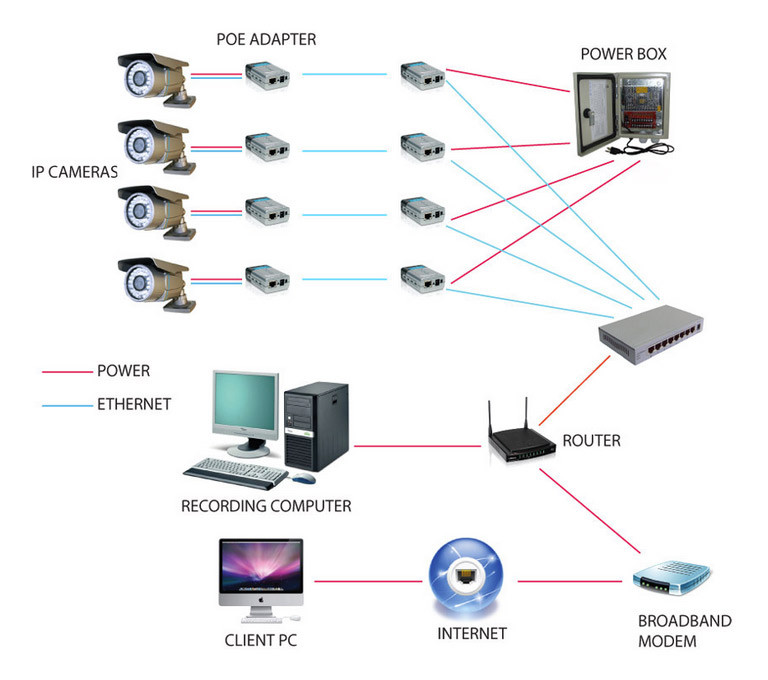 POE ADAPTER
POWER BOX
IP CAMERAS
POWER
ETHERNET
ROUTER
RECORDING COMPUTER
CLIENT PC
INTERNET
BROADBAND
MODEM